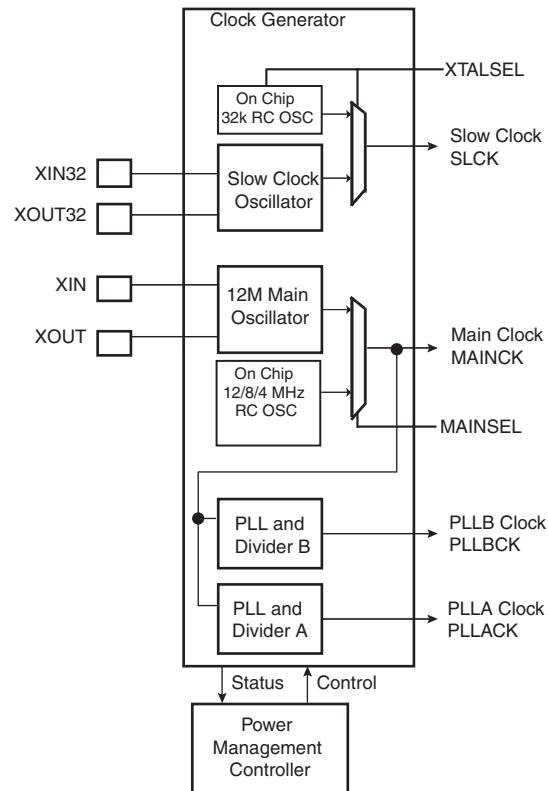 Clock Generator
XTALSEL
On Chip
32k RC OSC
Slow Clock
SLCK
XIN32
Slow Clock
Oscillator
XOUT32
XIN
12M Main
Oscillator
XOUT
Main Clock
MAINCK
On Chip
12/8/4 MHz
RC OSC
MAINSEL
PLL and
Divider B
PLLB Clock
PLLBCK
PLL and
Divider A
PLLA Clock
PLLACK
Status
Control
Power
Management
Controller